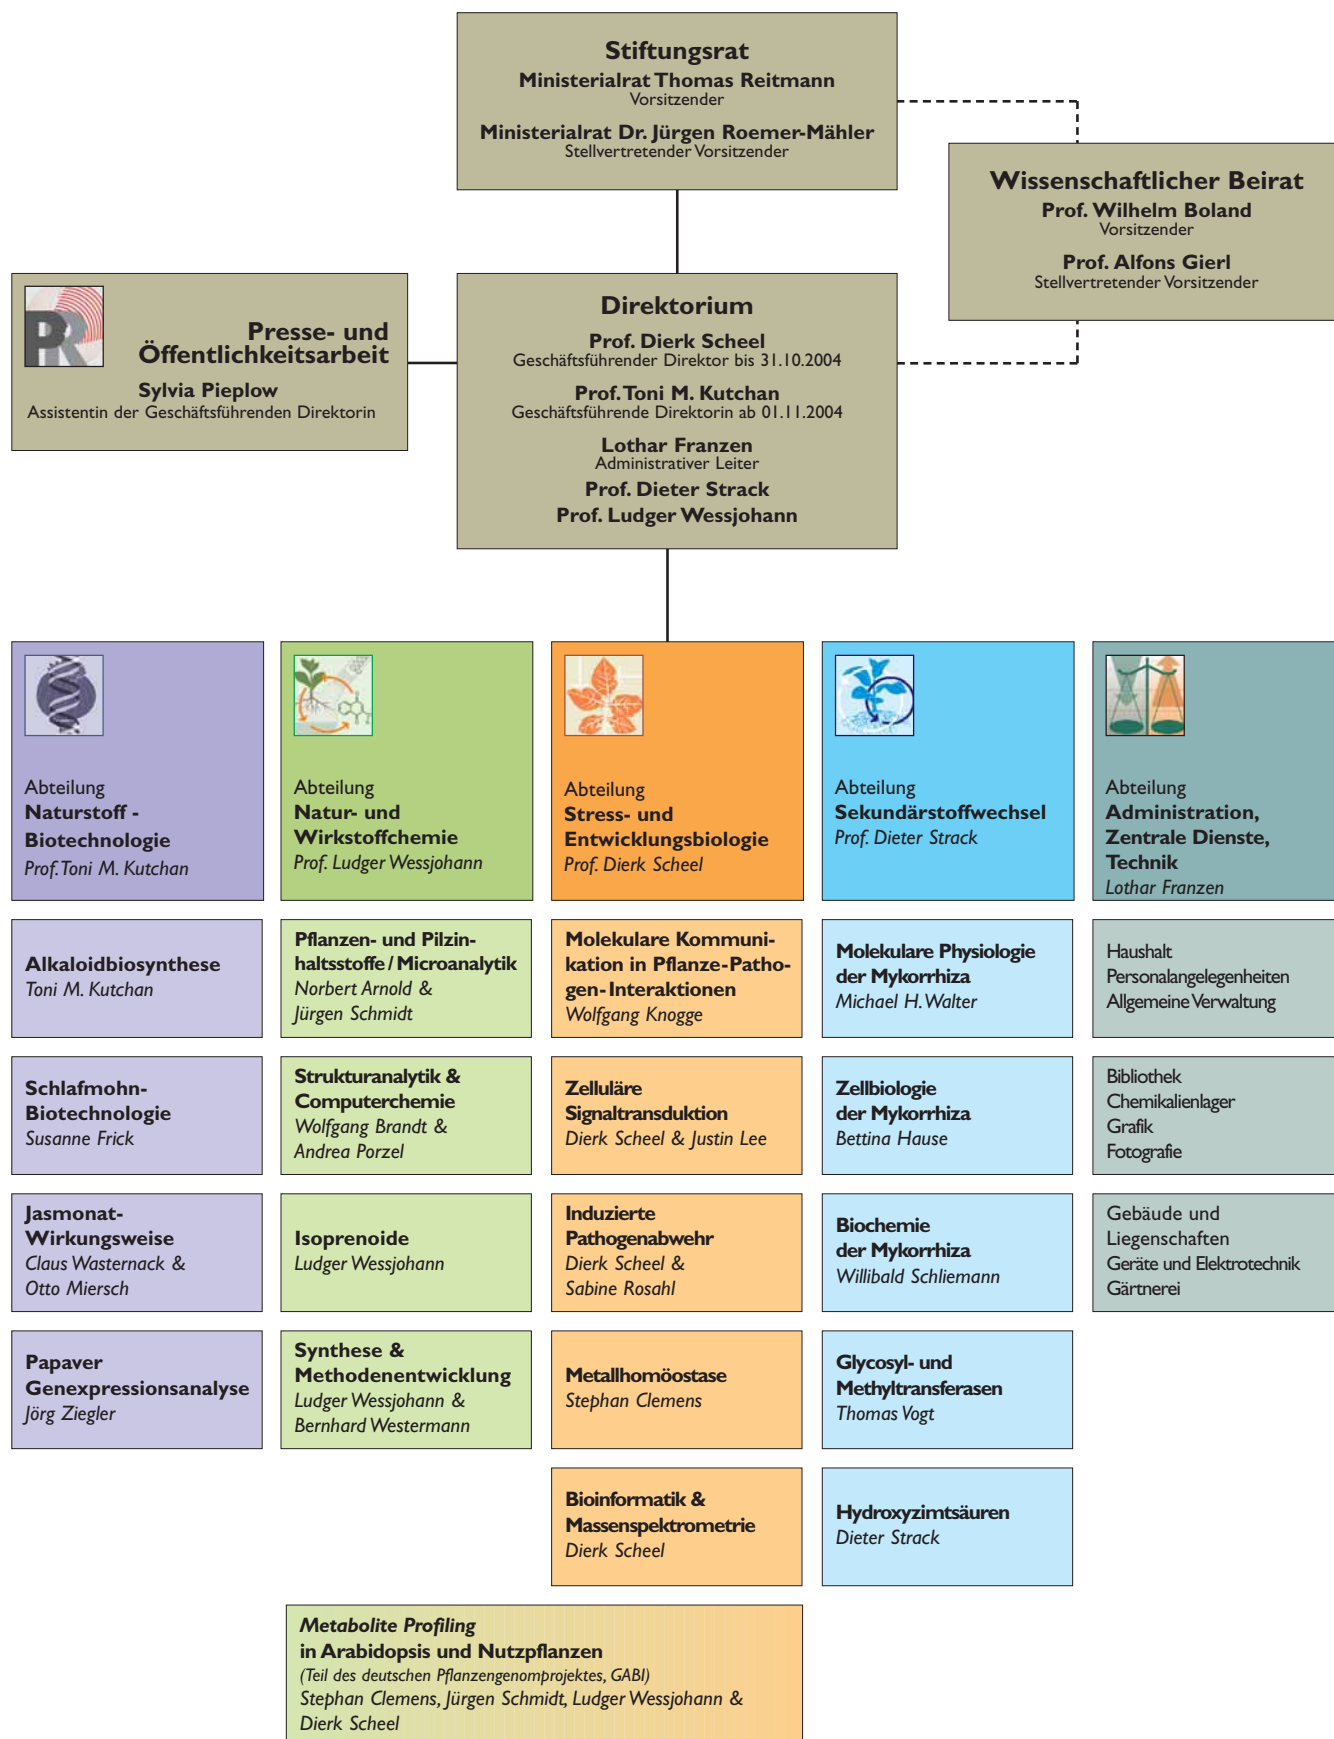 Stiftungsrat
Ministerialrat Thomas Reitmann
Vorsitzender
Ministerialrat Dr. Jürgen Roemer-Mähler
Stellvertretender Vorsitzender
Wissenschaftlicher Beirat
Prof. Wilhelm Boland
Vorsitzender
Prof. Alfons Gierl
Stellvertretender Vorsitzender
PR
Presse- und
Öffentlichkeitsarbeit
Sylvia Pieplow
Assistentin der Geschäftsführenden Direktorin
Direktorium
Prof. Dierk Scheel
Geschäftsführender Direktor bis 31.10.2004
Prof. Toni M. Kutchan
Geschäftsführende Direktorin ab 01.11.2004
Lothar Franzen
Administrativer Leiter
Prof. Dieter Strack
Prof. Ludger Wessjohann
Abteilung
Naturstoff -
Biotechnologie
Prof. Toni M. Kutchan
Alkaloidbiosynthese
Toni M. Kutchan
Schlafmohn-
Biotechnologie
Susanne Frick
Jasmonat-
Wirkungsweise
Claus Wasternack &
Otto Miersch
Papaver
Genexpressionsanalyse
Jörg Ziegler
Abteilung
Natur- und
Wirkstoffchemie
Prof. Ludger Wessjohann
Pflanzen- und Pilzin-
haltsstoffe / Microanalytik
Norbert Arnold &
Jürgen Schmidt
Strukturanalytik &
Computerchemie
Wolfgang Brandt &
Andrea Porzel
Isoprenoide
Ludger Wessjohann
Synthese &
Methodenentwicklung
Ludger Wessjohann &
Bernhard Westermann
Abteilung
Stress- und
Entwicklungsbiologie
Prof. Dierk Scheel
Molekulare Kommuni-
kation in Pflanze-Patho-
gen-Interaktionen
Wolfgang Knogge
Zelluläre
Signaltransduktion
Dierk Scheel & Justin Lee
Induzierte
Pathogenabwehr
Dierk Scheel &
Sabine Rosahl
Metallhomöostase
Stephan Clemens
Bioinformatik &
Massenspektrometrie
Dierk Scheel
Abteilung
Sekundärstoffwechsel
Prof. Dieter Strack
Molekulare Physiologie
der Mykorrhiza
Michael H. Walter
Zellbiologie
der Mykorrhiza
Bettina Hause
Biochemie
der Mykorrhiza
Willibald Schliemann
Glycosyl- und
Methyltransferasen
Thomas Vogt
Hydroxyzimtsäuren
Dieter Strack
Abteilung
Administration,
Zentrale Dienste,
Technik
Lothar Franzen
Haushalt
Personalangelegenheiten
Allgemeine Verwaltung
Bibliothek
Chemikalienlager
Grafik
Fotografie
Gebäude und
Liegenschaften
Geräte und Elektrotechnik
Gärtnerei
Metabolite Profiling
in Arabidopsis und Nutzpflanzen
(Teil des deutschen Pflanzengenomprojektes, GABI)
Stephan Clemens, Jürgen Schmidt, Ludger Wessjohann &
Dierk Scheel